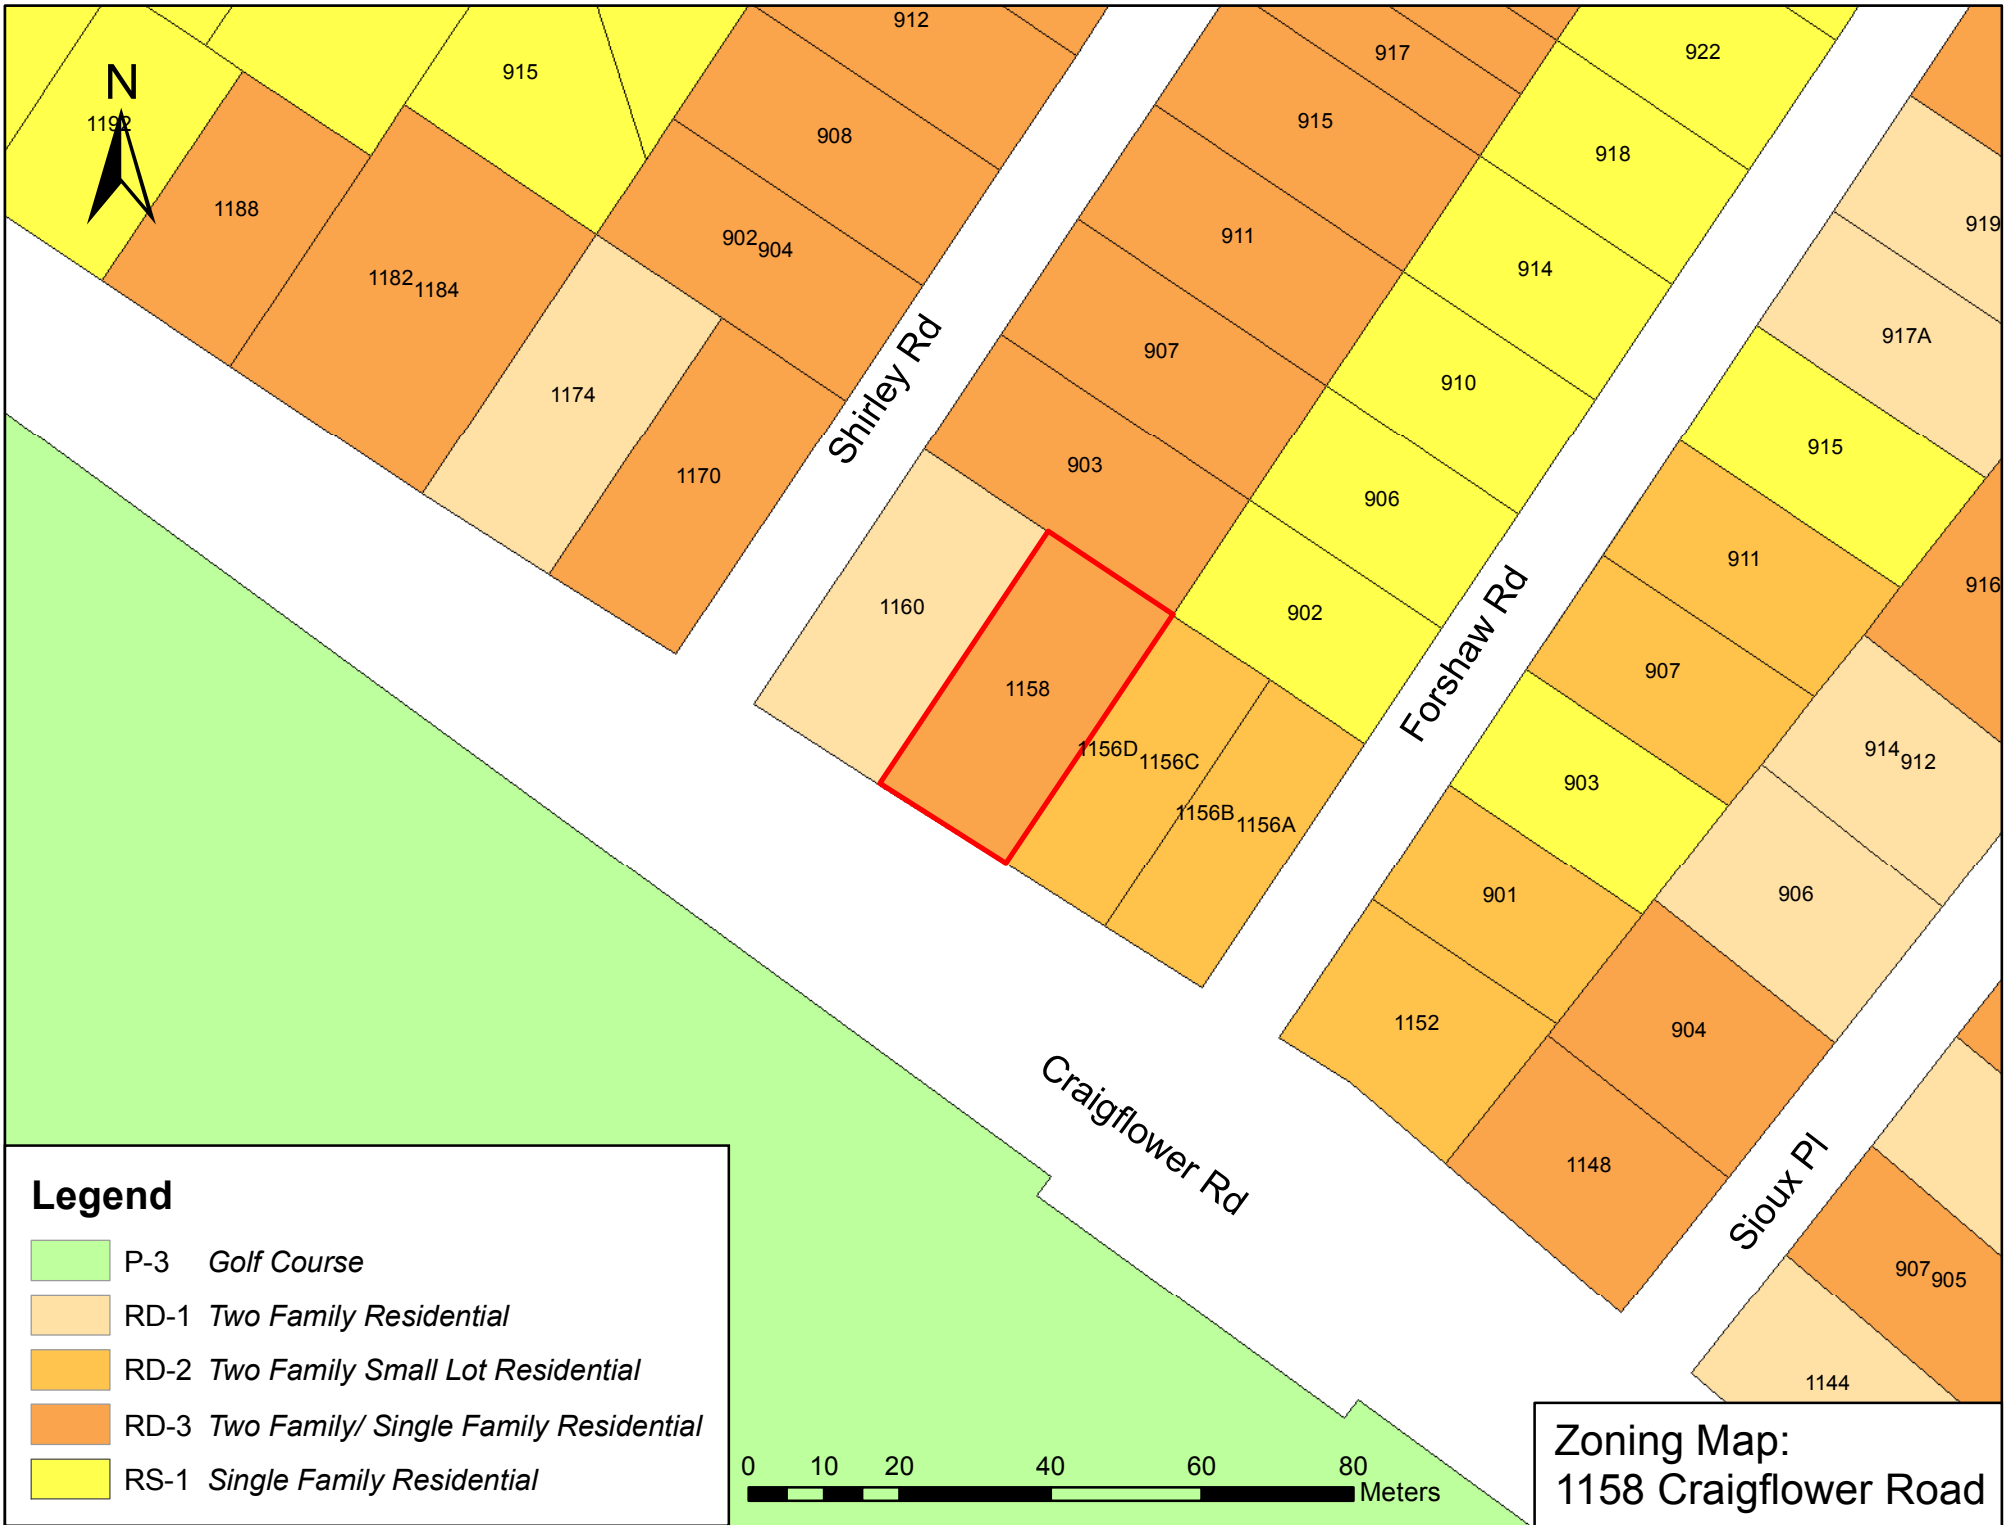 912
917
922
N
915
1192
908
915
918
1188
902 904
911
914
919
1182 1184
907
910
917A
1174
Shirley Rd
903
906
915
1170
911
916
1160
902
Forshaw Rd
907
1158
1156D 1156C
914 912
1156B 1156A
903
901
906
1152
904
Craigflower Rd
1148
Sioux Pl
907 905
1144
Legend
P-3 Golf Course
RD-1 Two Family Residential
RD-2 Two Family Small Lot Residential
RD-3 Two Family/ Single Family Residential
RS-1 Single Family Residential
0 10 20 40 60 80
Meters
Zoning Map:
1158 Craigflower Road